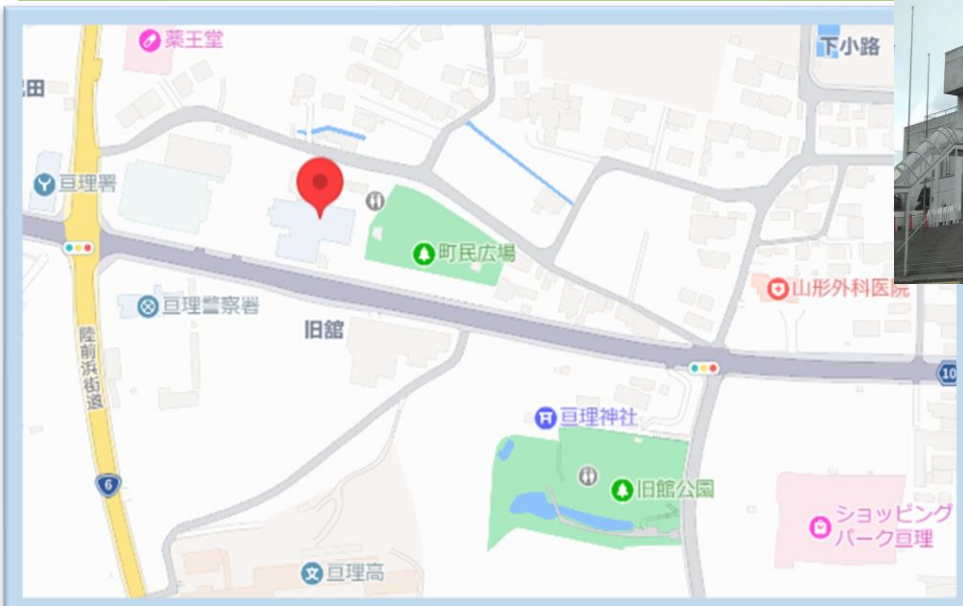 薬王堂
下小路
田
亘理署
町民広場
山形外科医院
亘理警察署
旧舘
陸前浜街道
10
亘理神社
6
旧館公園
ショッピング
パーク亘理
亘理高